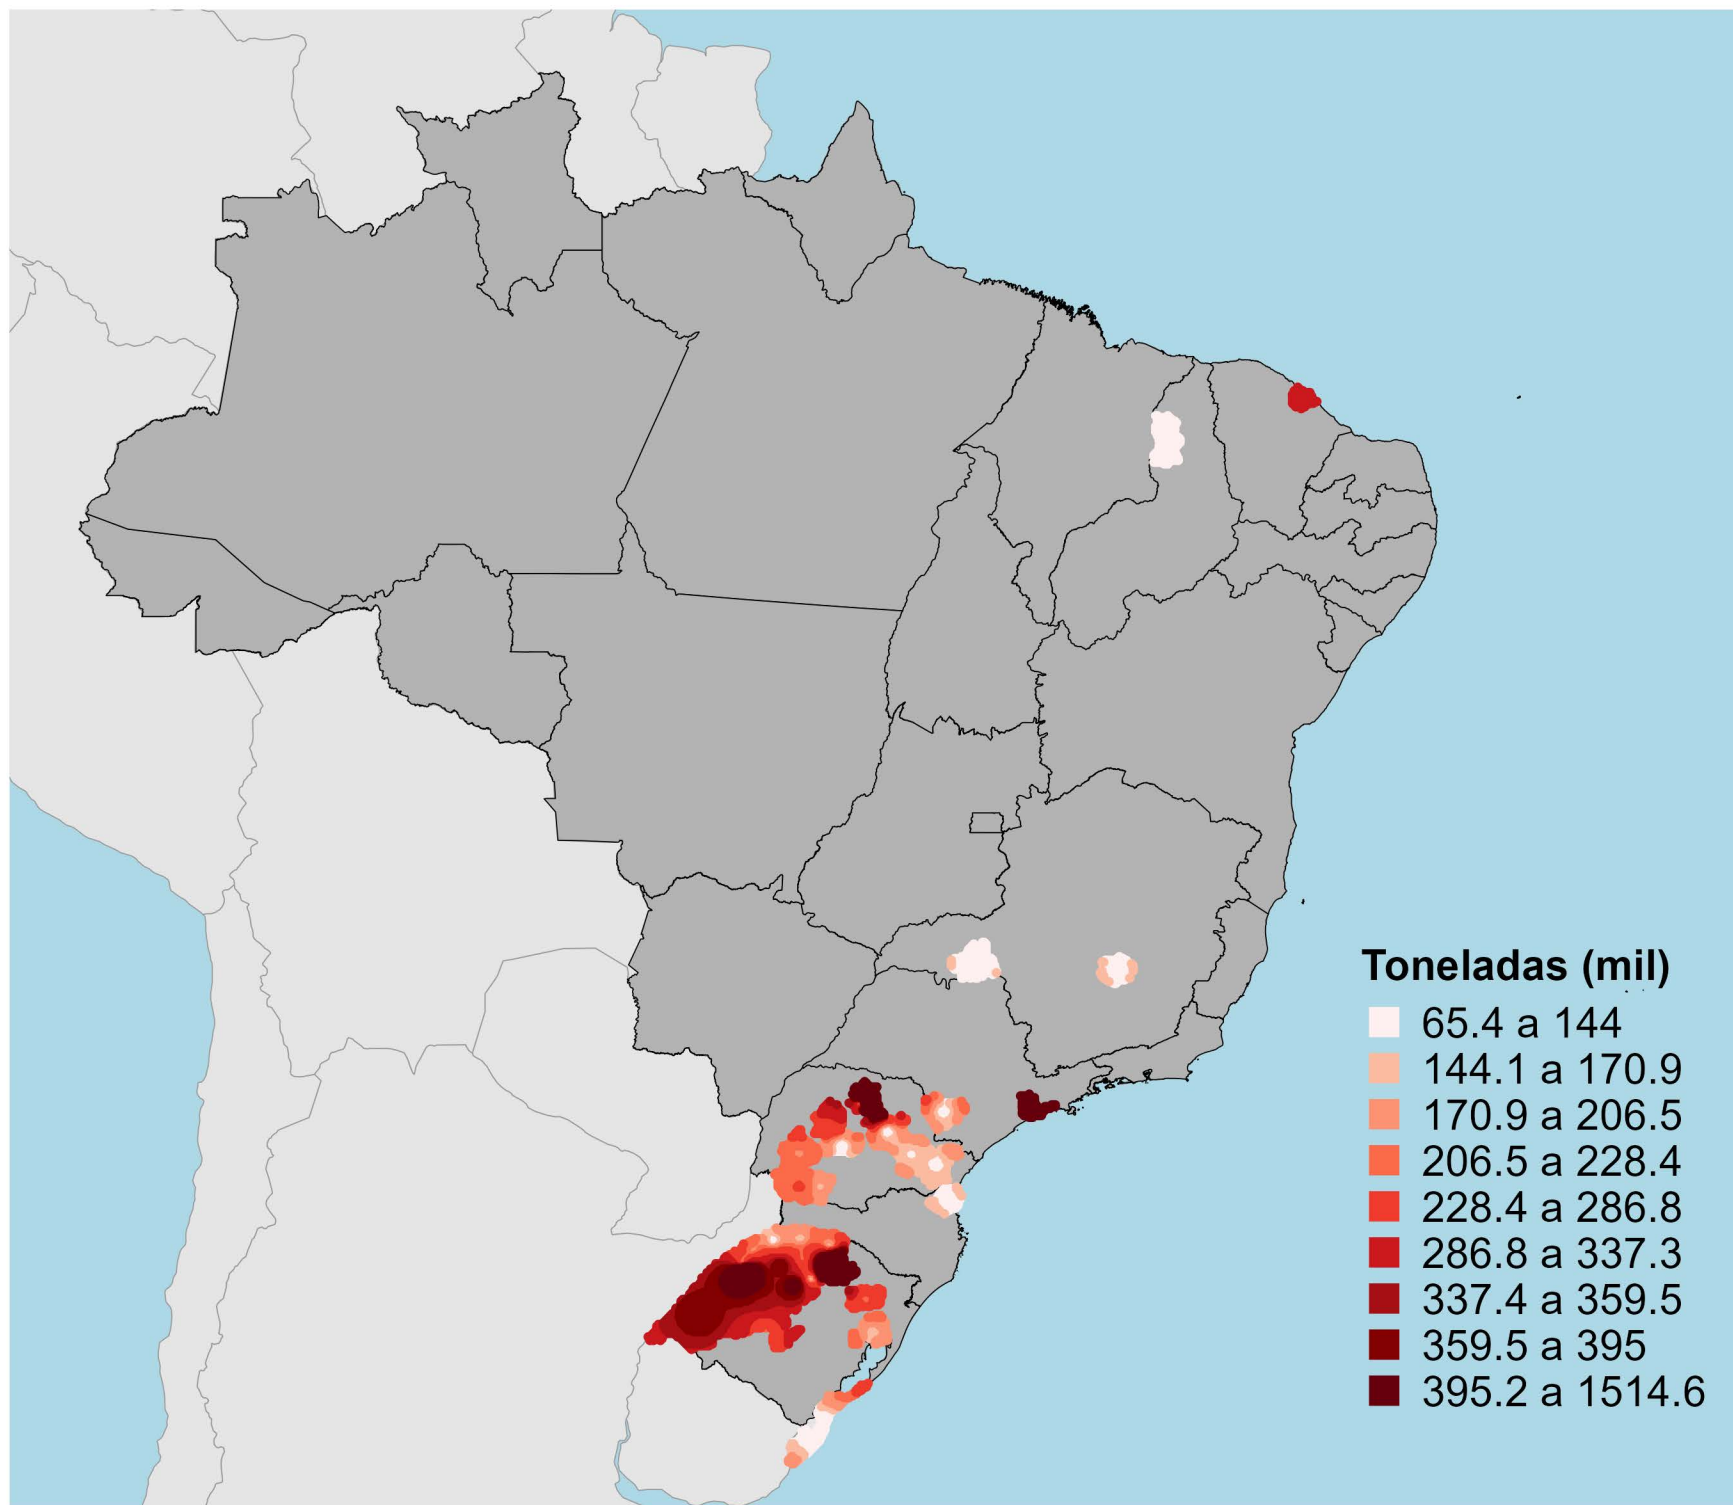 Toneladas (mil)
65.4 a 144
144.1 a 170.9
170.9 a 206.5
206.5 a 228.4
228.4 a 286.8
286.8 a 337.3
337.4 a 359.5
359.5 a 395
395.2 a 1514.6